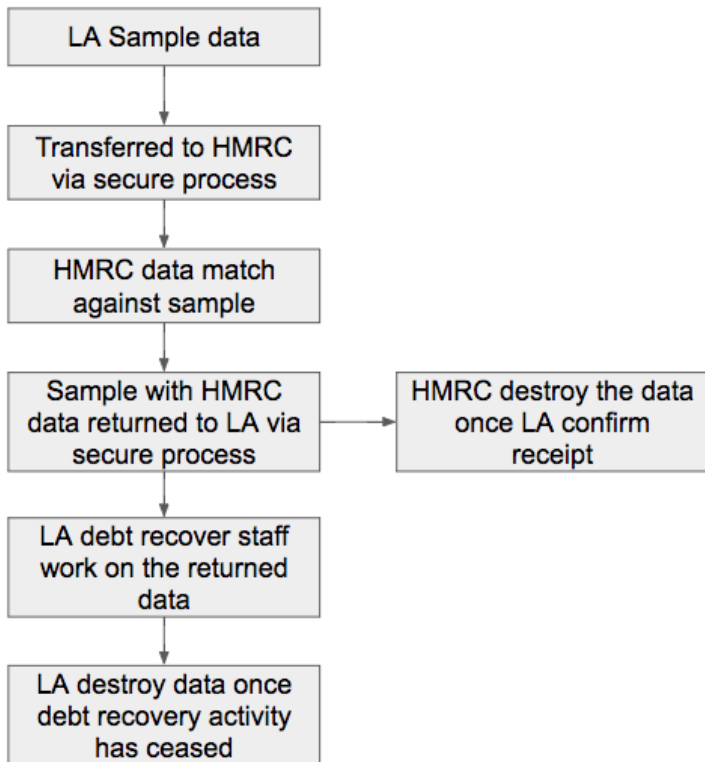 LA Sample data
Transferred to HMRC
via secure process
HMRC data match
against sample
Sample with HMRC
data returned to LA via
secure process
HMRC destroy the data
once LA confirm
receipt
LA debt recover staff
work on the returned
data
LA destroy data once
debt recovery activity
has ceased